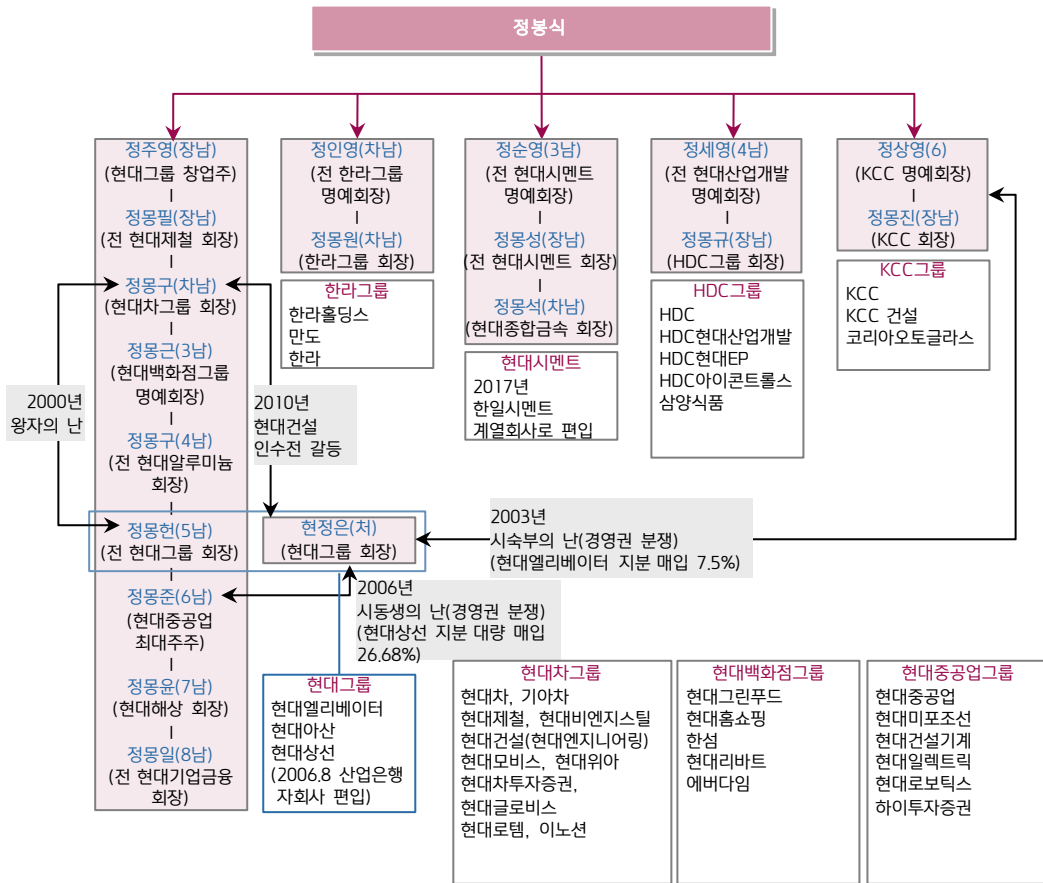 정봉식
정주영(장남)
(현대그룹 창업주)
정몽필(장남)
(전 현대제철 회장)
정몽구(차남)
(현대차그룹 회장)
정몽근(3남)
(현대백화점그룹
명예회장)
정몽구(4남)
(전 현대알루미늄
회장)
정몽헌(5남)
(전 현대그룹 회장)
정몽준(6남)
(현대중공업
최대주주)
정몽윤(7남)
(현대해상 회장)
정몽일(8남)
(전 현대기업금융
회장)
정인영(차남)
(전 한라그룹
명예회장)
정몽원(차남)
(한라그룹 회장)
한라그룹
한라홀딩스
만도
한라
정순영(3남)
(전 현대시멘트
명예회장)
정몽성(장남)
(전 현대시멘트 회장)
정몽석(차남)
(현대종합금속 회장)
현대시멘트
2017년
한일시멘트
계열회사로 편입
정세영(4남)
(전 현대산업개발
명예회장)
정몽규(장남)
(HDC그룹 회장)
HDC그룹
HDC
HDC현대산업개발
HDC현대EP
HDC아이콘트롤스
삼양식품
정상영(6)
(KCC 명예회장)
정몽진(장남)
(KCC 회장)
KCC그룹
KCC
KCC 건설
코리아오토글라스
2000년
왕자의 난
2010년
현대건설
인수전 갈등
현정은(처)
(현대그룹 회장)
2003년
시숙부의 난(경영권 분쟁)
(현대엘리베이터 지분 매입 7.5%)
2006년
시동생의 난(경영권 분쟁)
(현대상선 지분 대량 매입
26.68%)
현대그룹
현대엘리베이터
현대아산
현대상선
(2006.8 산업은행
자회사 편입)
현대차그룹
현대차, 기아차
현대제철, 현대비엔지스틸
현대건설(현대엔지니어링)
현대모비스, 현대위아
현대차투자증권,
현대글로비스
현대로템, 이노션
현대백화점그룹
현대그린푸드
현대홈쇼핑
한섬
현대리바트
에버다임
현대중공업그룹
현대중공업
현대미포조선
현대건설기계
현대일렉트릭
현대로보틱스
하이투자증권